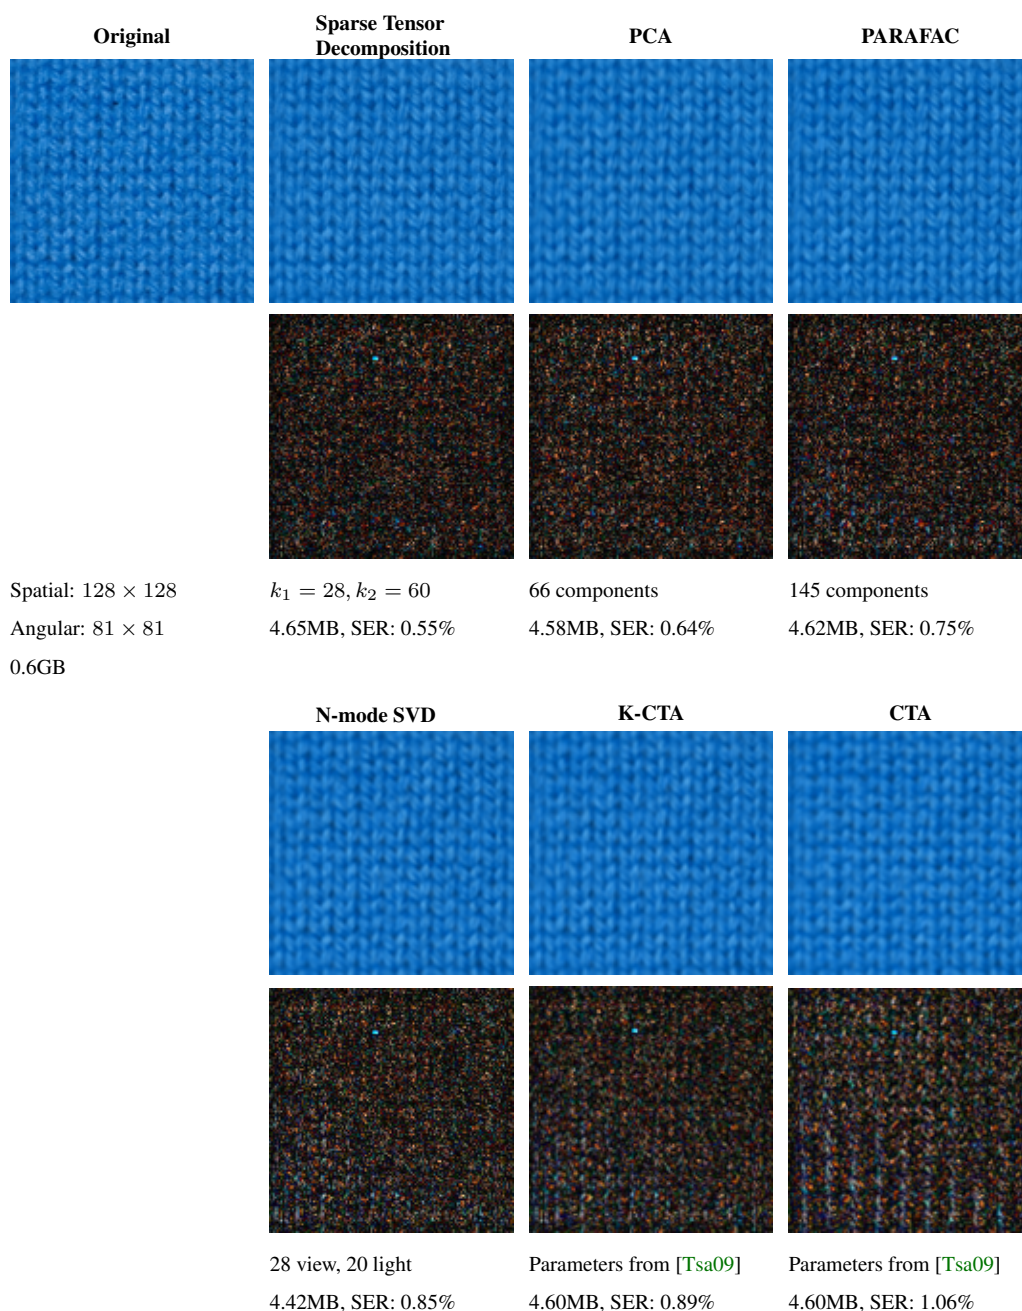 Original
Sparse Tensor
Decomposition
PCA
PARAFAC
Spatial: 128 × 128
Angular: 81 × 81
0.6GB
k₁ = 28, k₂ = 60
4.65MB, SER: 0.55%
66 components
4.58MB, SER: 0.64%
145 components
4.62MB, SER: 0.75%
N-mode SVD
K-CTA
CTA
28 view, 20 light
4.42MB, SER: 0.85%
Parameters from [Tsa09]
4.60MB, SER: 0.89%
Parameters from [Tsa09]
4.60MB, SER: 1.06%